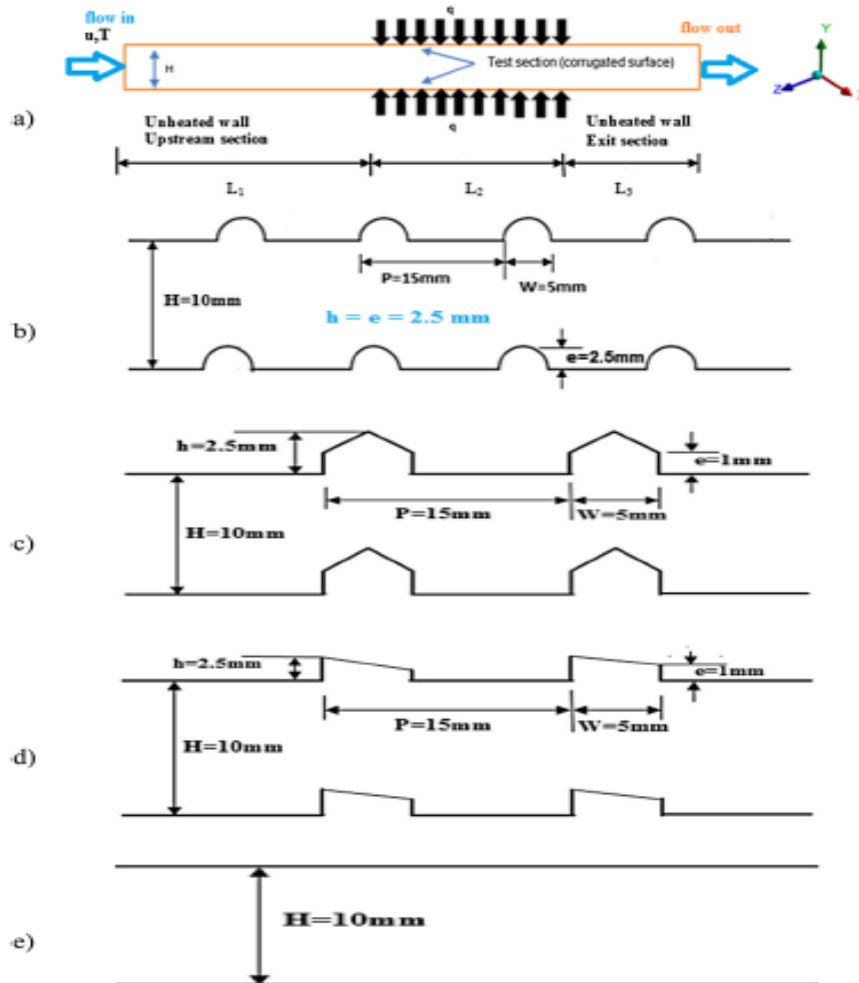 q
flow in
u,T
flow out
Y
H
Test section (corrugated surface)
Z
a)
q
Unheated wall
Upstream section
Unheated wall
Exit section
L₁
L₂
L₃
P=15mm
W=5mm
H=10mm
b)
h = e = 2.5 mm
e=2.5mm
h=2.5mm
e=1mm
P=15mm
W=5mm
H=10mm
c)
h=2.5mm
e=1mm
P=15mm
W=5mm
H=10mm
d)
H=10mm
e)